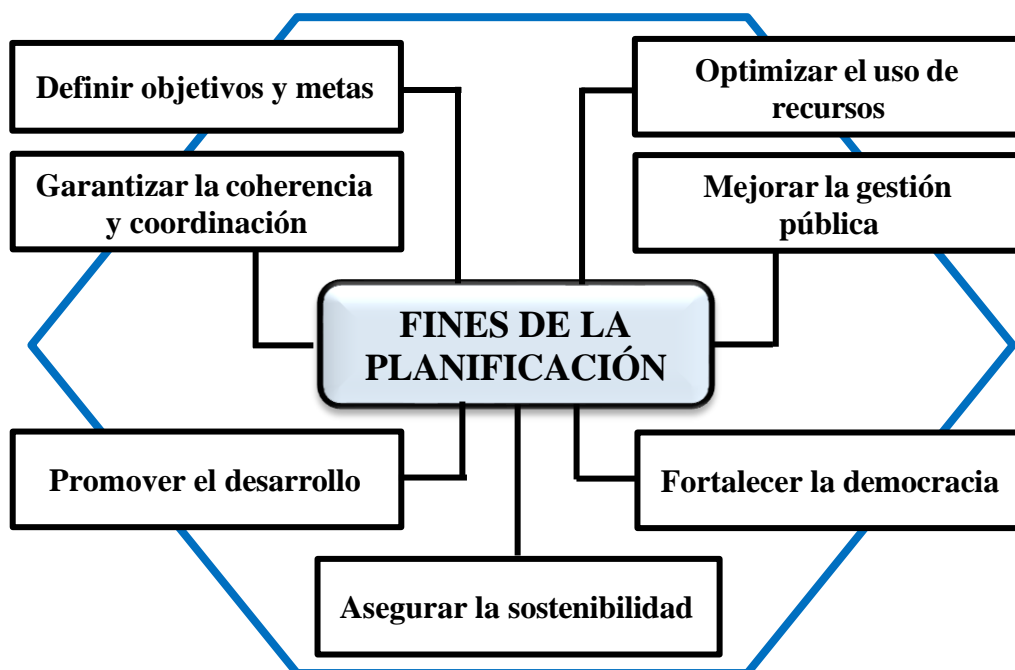 Definir objetivos y metas
Optimizar el uso de
recursos
Garantizar la coherencia
y coordinación
Mejorar la gestión
pública
FINES DE LA
PLANIFICACIÓN
Promover el desarrollo
Fortalecer la democracia
Asegurar la sostenibilidad